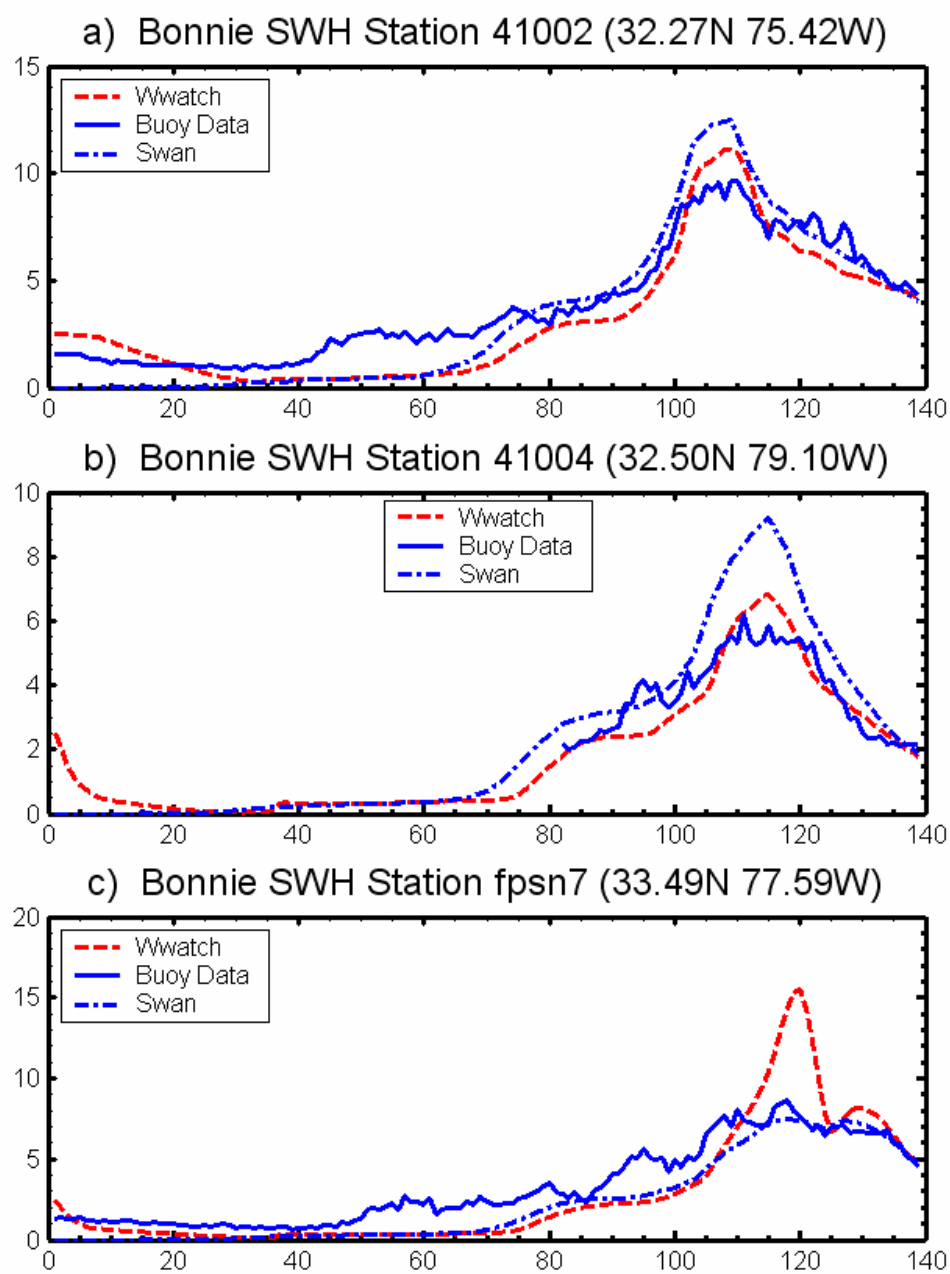 a) Bonnie SWH Station 41002 (32.27N 75.42W)
15
Wwatch
Buoy Data
Swan
10
5
0
0 20 40 60 80 100 120 140
b) Bonnie SWH Station 41004 (32.50N 79.10W)
10
Wwatch
Buoy Data
Swan
8
6
4
2
0
0 20 40 60 80 100 120 140
c) Bonnie SWH Station fpsn7 (33.49N 77.59W)
20
Wwatch
Buoy Data
Swan
15
10
5
0
0 20 40 60 80 100 120 140